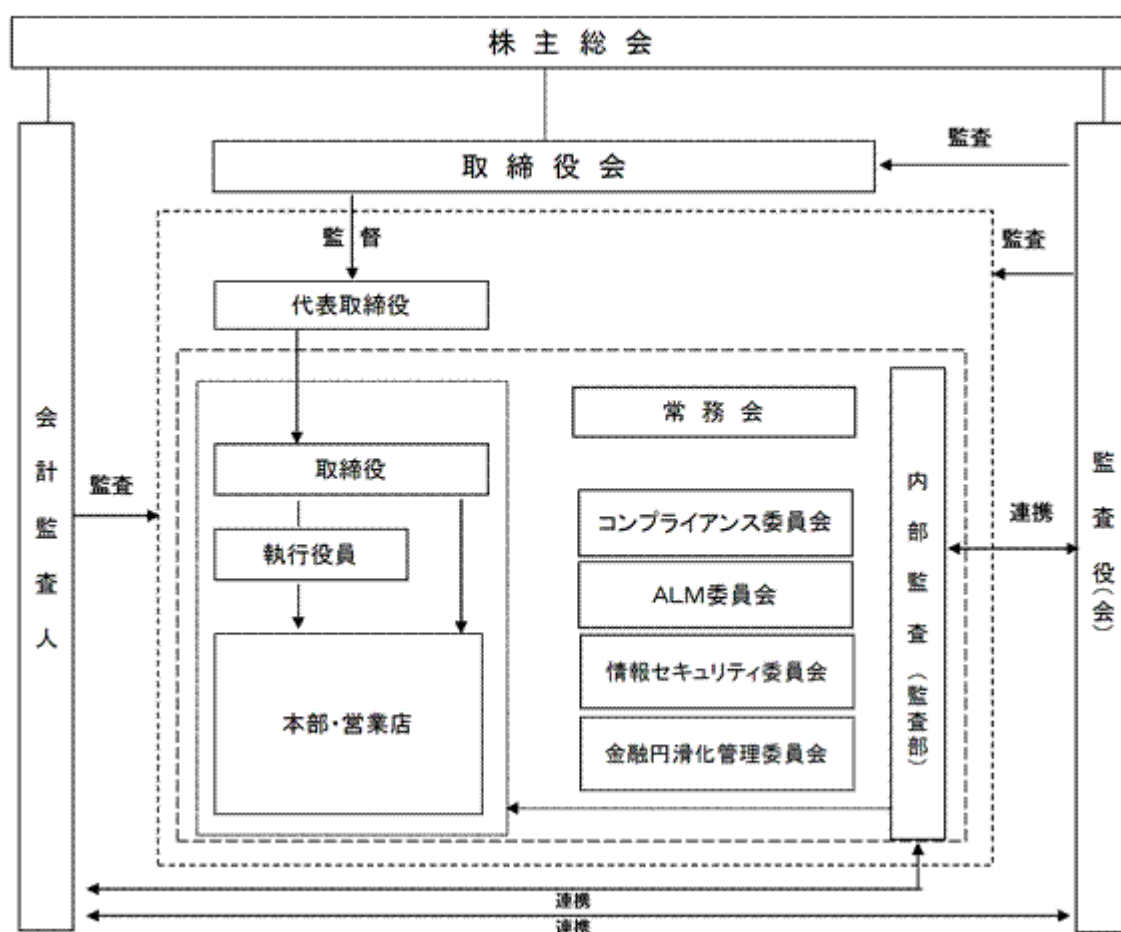 株主総会
監査
取締役会
監査
監督
代表取締役
会計監査人
監査
常務会
取締役
執行役員
本部・営業店
コンプライアンス委員会
ALM委員会
情報セキュリティ委員会
金融円滑化管理委員会
内部監査(監査部)
連携
監査役(会)
連携
連携